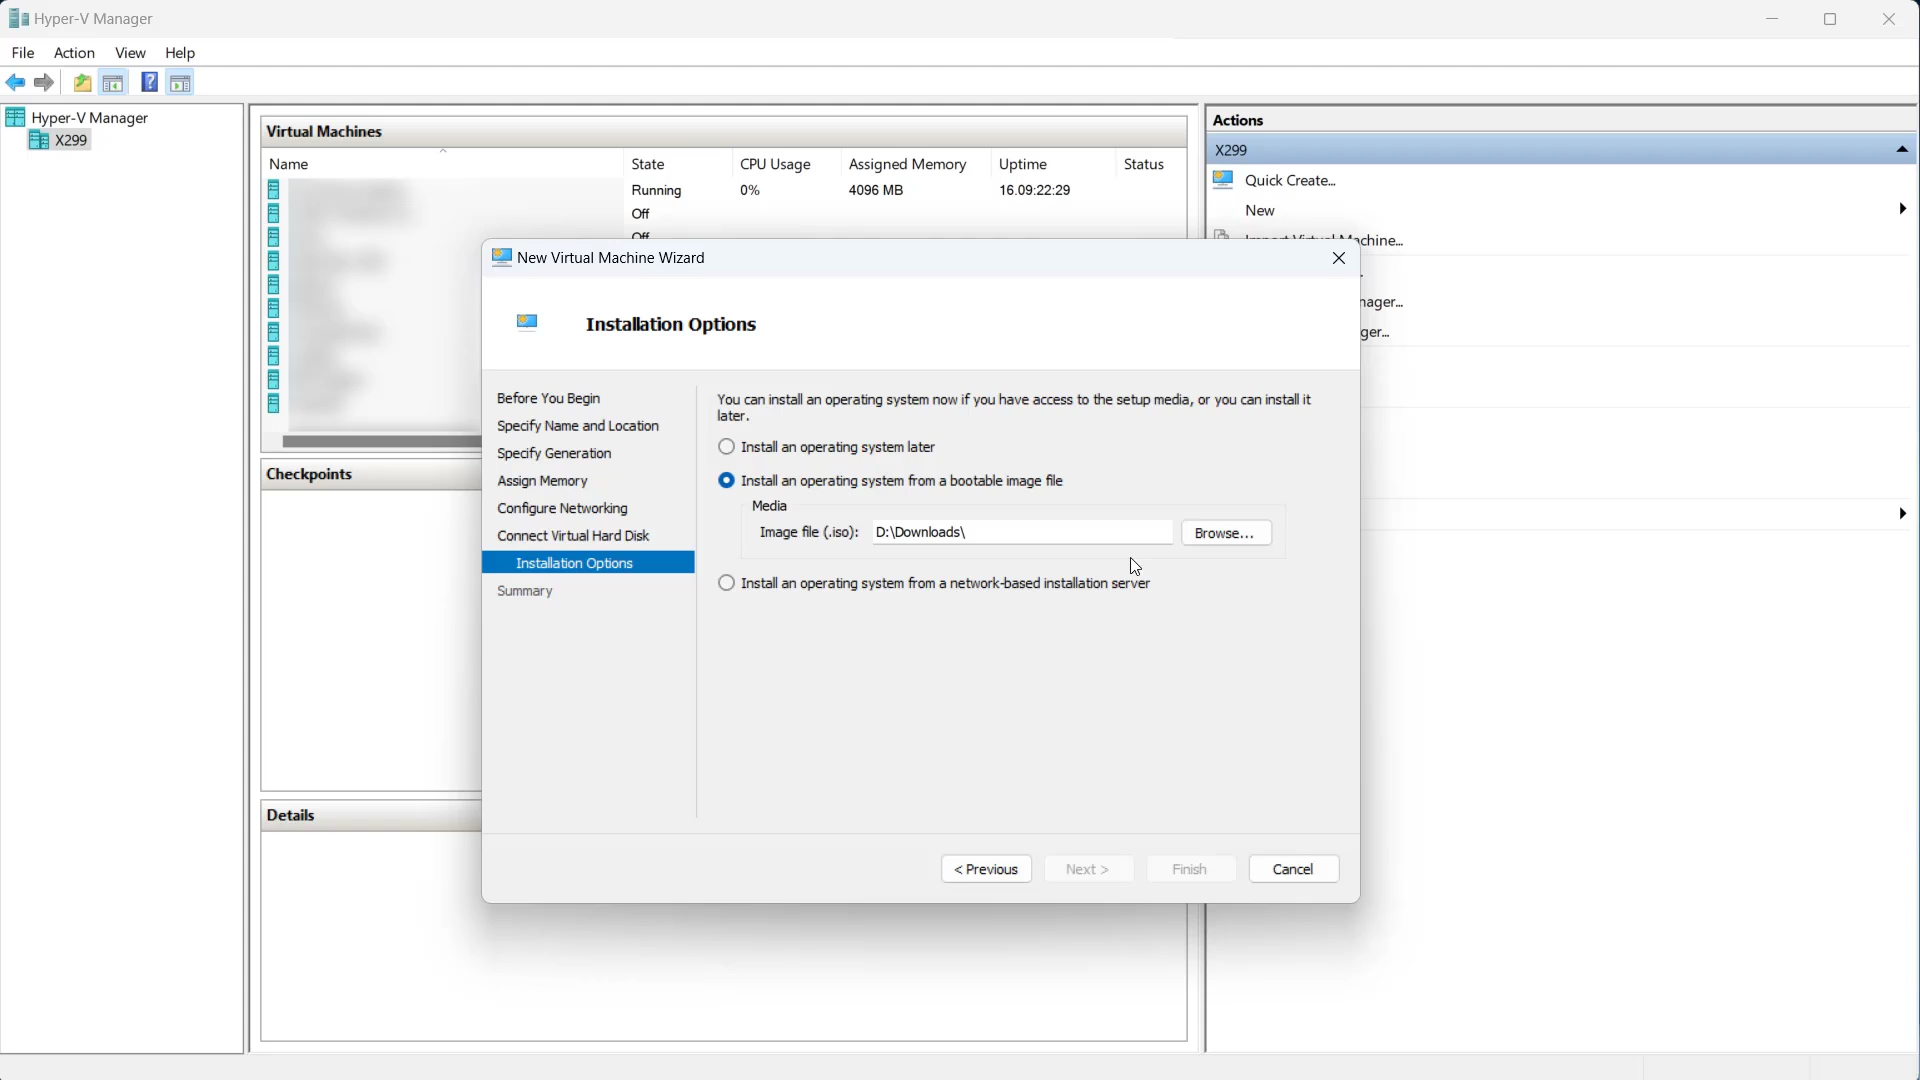 Hyper-V Manager
File Action View Help
Hyper-V Manager
X299
Virtual Machines
Name State CPU Usage Assigned Memory Uptime Status
Running 0% 4096 MB 16.09:22:29
Off
Off
Checkpoints
Details
Actions
X299
Quick Create...
New
Import Virtual Machine...
nager...
ger...
New Virtual Machine Wizard
Installation Options
Before You Begin
Specify Name and Location
Specify Generation
Assign Memory
Configure Networking
Connect Virtual Hard Disk
Installation Options
Summary
You can install an operating system now if you have access to the setup media, or you can install it
later.
Install an operating system later
Install an operating system from a bootable image file
Media
Image file (.iso): D:\Downloads\ Browse...
Install an operating system from a network-based installation server
< Previous Next > Finish Cancel